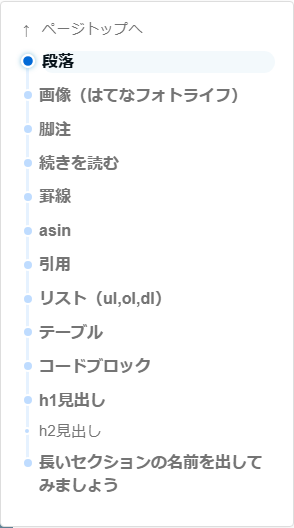 ↑ ページトップへ
段落
画像（はてなフォトライフ）
脚注
続きを読む
罫線
asin
引用
リスト（ul,ol,dl）
テーブル
コードブロック
h1見出し
h2見出し
長いセクションの名前を出して
みましょう